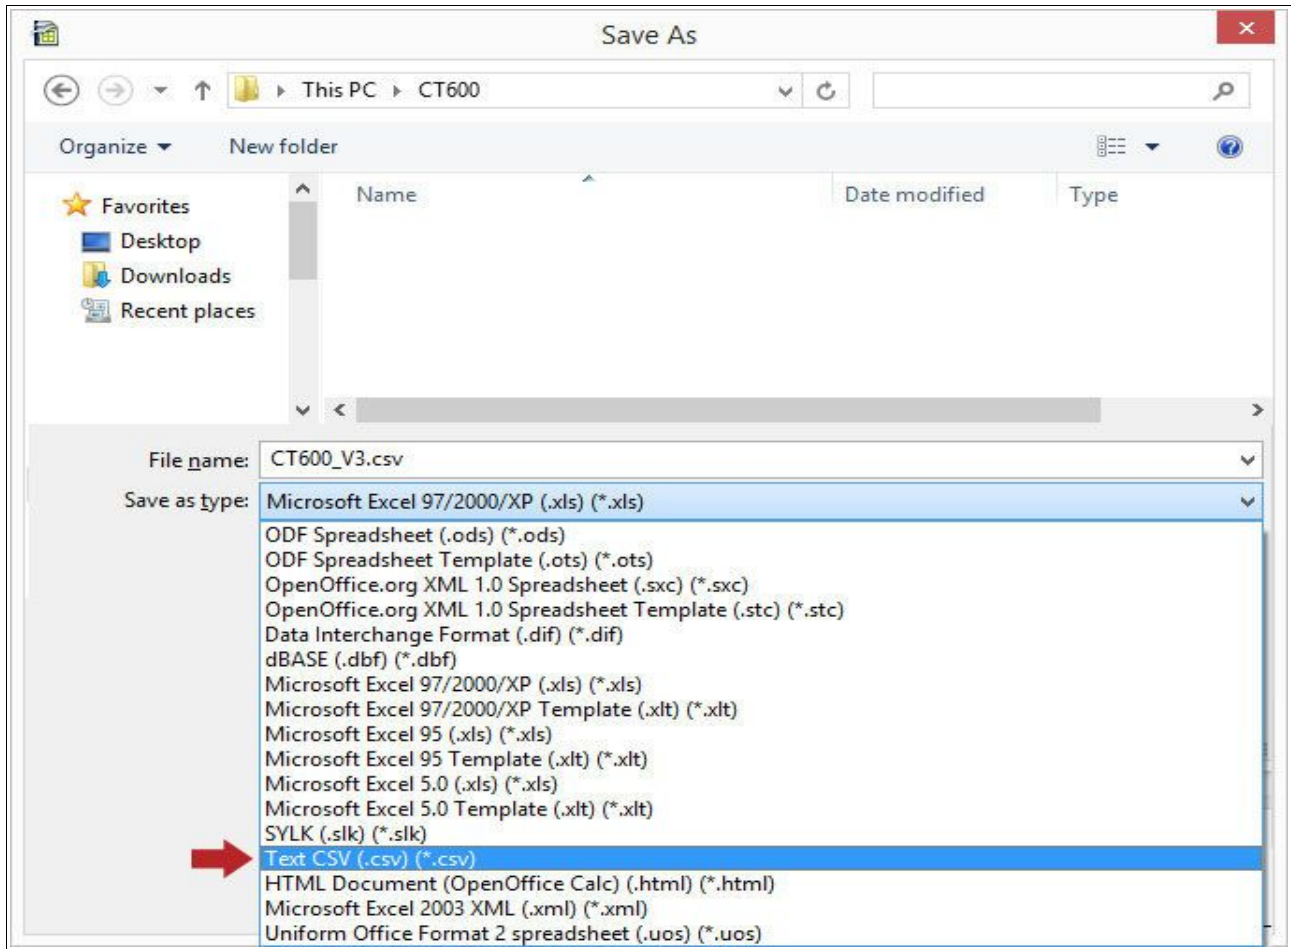 Save As
This PC CT600
Organize New folder
Name Date modified Type
Favorites
Desktop
Downloads
Recent places
File name: CT600_V3.csv
Save as type: Microsoft Excel 97/2000/XP (.xls) (*.xls)
ODF Spreadsheet (.ods) (*.ods)
ODF Spreadsheet Template (.ots) (*.ots)
OpenOffice.org XML 1.0 Spreadsheet (.sxc) (*.sxc)
OpenOffice.org XML 1.0 Spreadsheet Template (.stc) (*.stc)
Data Interchange Format (.dif) (*.dif)
dBASE (.dbf) (*.dbf)
Microsoft Excel 97/2000/XP (.xls) (*.xls)
Microsoft Excel 97/2000/XP Template (.xlt) (*.xlt)
Microsoft Excel 95 (.xls) (*.xls)
Microsoft Excel 95 Template (.xlt) (*.xlt)
Microsoft Excel 5.0 (.xls) (*.xls)
Microsoft Excel 5.0 Template (.xlt) (*.xlt)
SYLK (.slk) (*.slk)
Text CSV (.csv) (*.csv)
HTML Document (OpenOffice Calc) (.html) (*.html)
Microsoft Excel 2003 XML (.xml) (*.xml)
Uniform Office Format 2 spreadsheet (.uos) (*.uos)